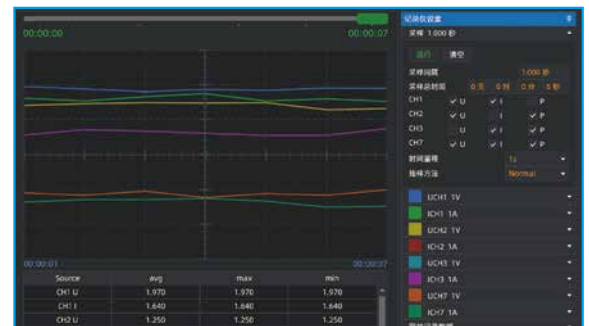 00:00:00 00:00:07
00:00:01 00:00:07
Source avg max min
CH1 U 1.970 1.970 1.970
CH1 I 1.640 1.640 1.640
CH2 U 1.250 1.250 1.250
记录仪设置
采样 1.000 秒
运行 清空
采样间隔 1.000 秒
采样总时间 0 天 0 时 0 分 8 秒
CH1 U I P
CH2 U I P
CH3 U I P
CH7 U I P
时间量程 1s
抽样方法 Normal
UCH1 1V
ICH1 1A
UCH2 1V
ICH2 1A
UCH3 1V
ICH3 1A
UCH7 1V
ICH7 1A